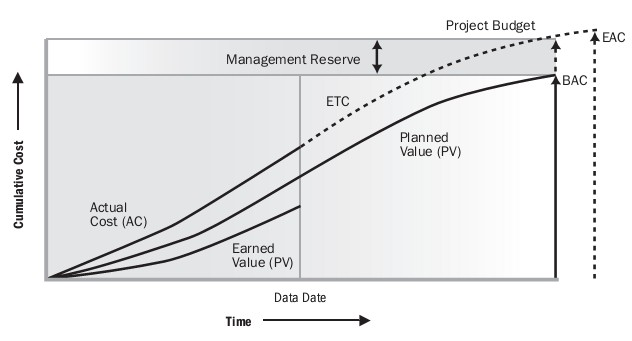 Project Budget
EAC
Management Reserve
BAC
ETC
Planned
Value (PV)
Cumulative Cost
Actual
Cost (AC)
Earned
Value (PV)
Data Date
Time